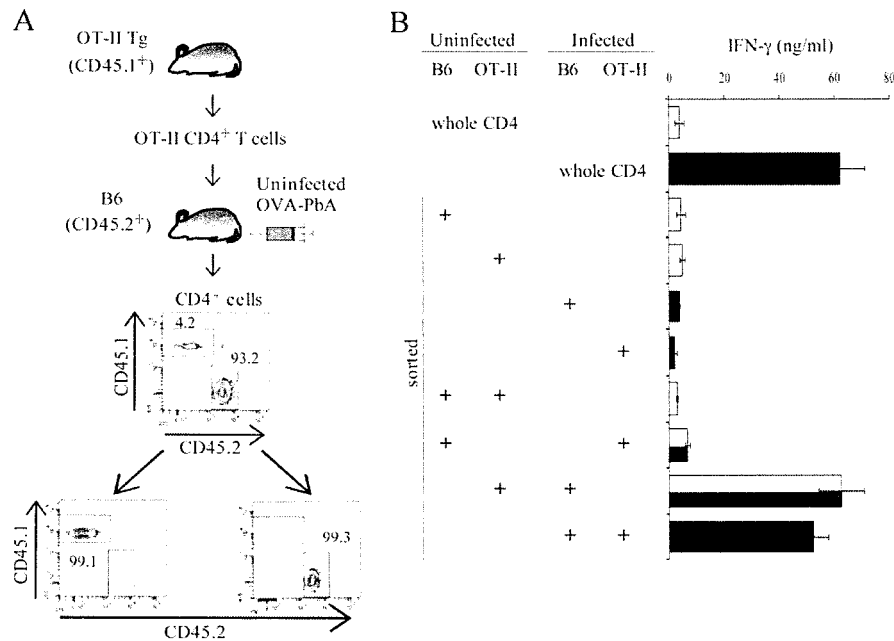 A
OT-II Tg
(CD45.1+)
OT-II CD4+ T cells
B6
(CD45.2+)
Uninfected
OVA-PbA
CD4+ cells
4.2
93.2
CD45.1
CD45.2
99.1
99.3
CD45.1
CD45.2
B
Uninfected Infected IFN-γ (ng/ml)
B6 OT-II B6 OT-II 0 20 40 60 80
whole CD4
whole CD4
sorted
+
+
+
+
+ +
+ +
+ +
+ +